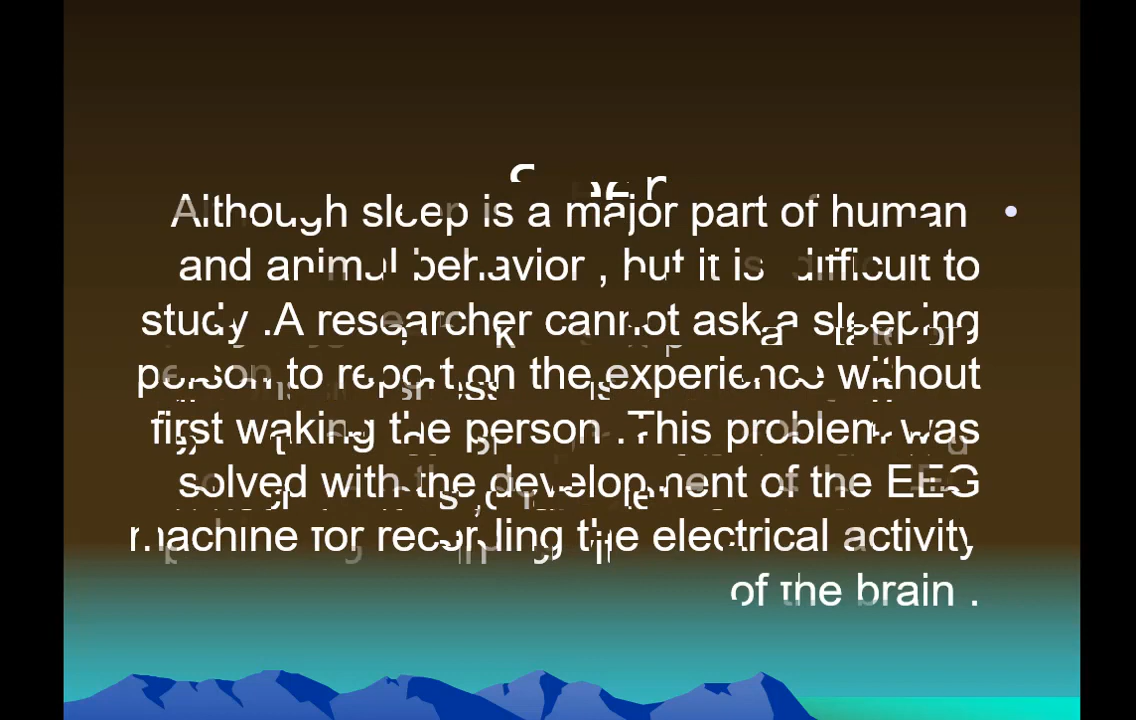 Although sleep is a major part of human
and animal behavior , but it is difficult to
study .A researcher cannot ask a sleeping
person to report on the experience without
first waking the person . This problem was
solved with the development of the EEG
machine for recording the electrical activity
of the brain .